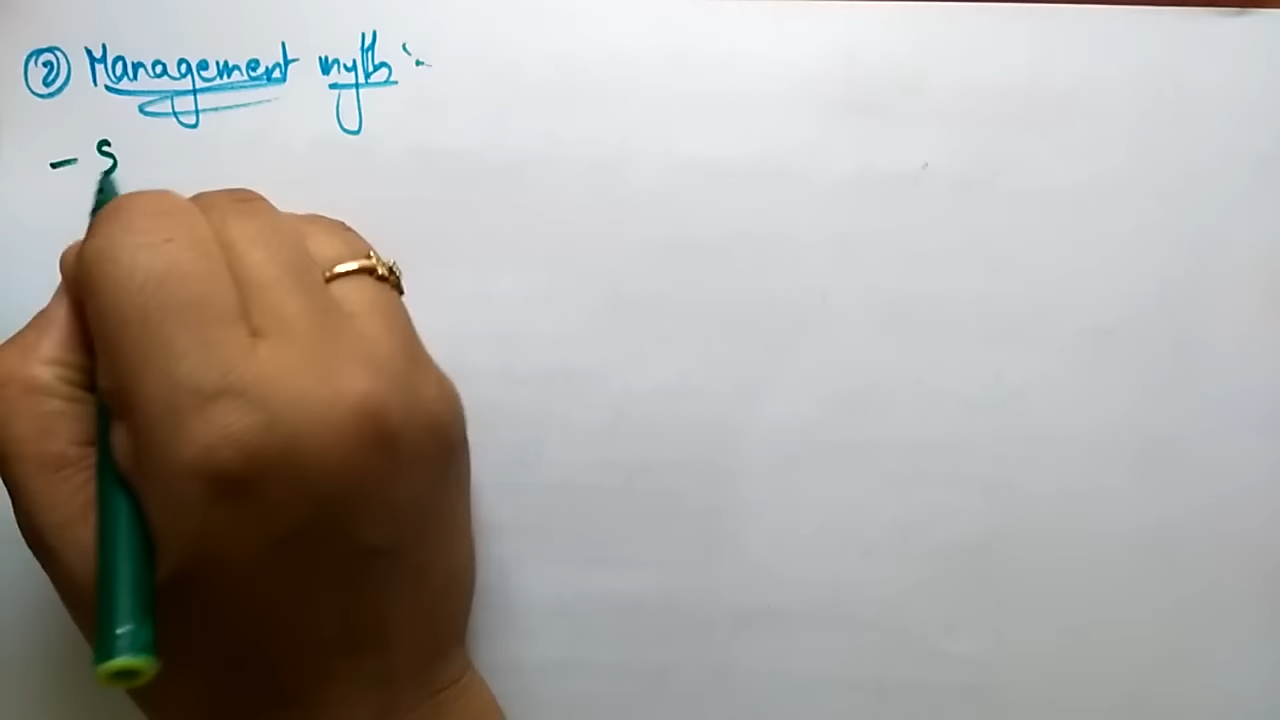 ② Management myth :-
- S